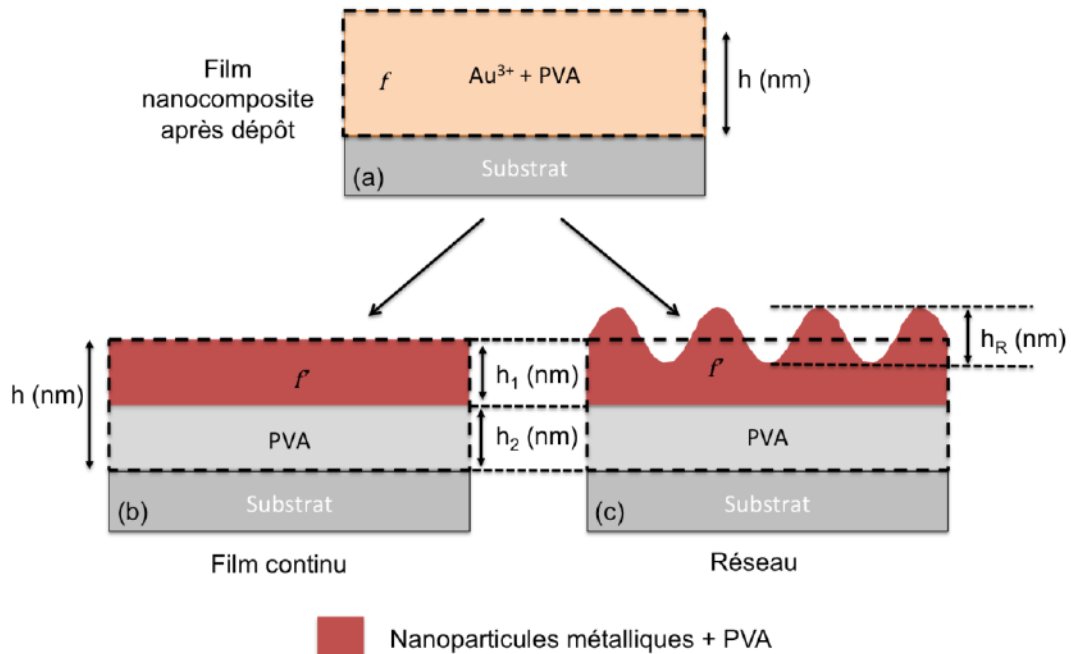 Film
nanocomposite
après dépôt
f
Au³⁺ + PVA
h (nm)
Substrat
(a)
h (nm)
f'
h₁ (nm)
PVA
h₂ (nm)
Substrat
(b)
Film continu
f'
h_R (nm)
PVA
Substrat
(c)
Réseau
Nanoparticules métalliques + PVA